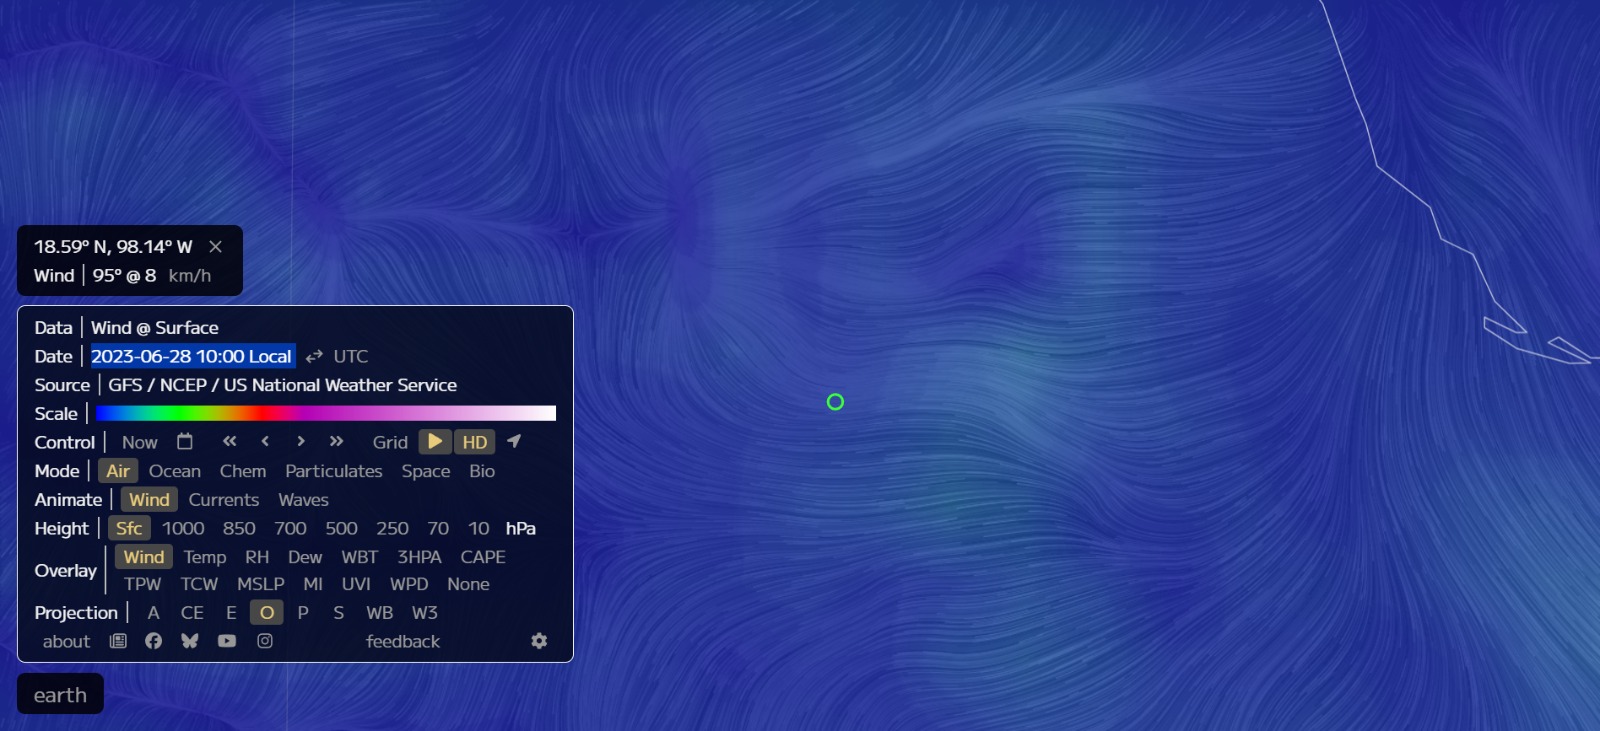 18.59° N, 98.14° W ×
Wind | 95° @ 8 km/h
Data | Wind @ Surface
Date | 2023-06-28 10:00 Local ⇄ UTC
Source | GFS / NCEP / US National Weather Service
Scale |
Control | Now « ‹ › » Grid HD
Mode | Air Ocean Chem Particulates Space Bio
Animate | Wind Currents Waves
Height | Sfc 1000 850 700 500 250 70 10 hPa
Overlay | Wind Temp RH Dew WBT 3HPA CAPE
TPW TCW MSLP MI UVI WPD None
Projection | A CE E O P S WB W3
about feedback
earth